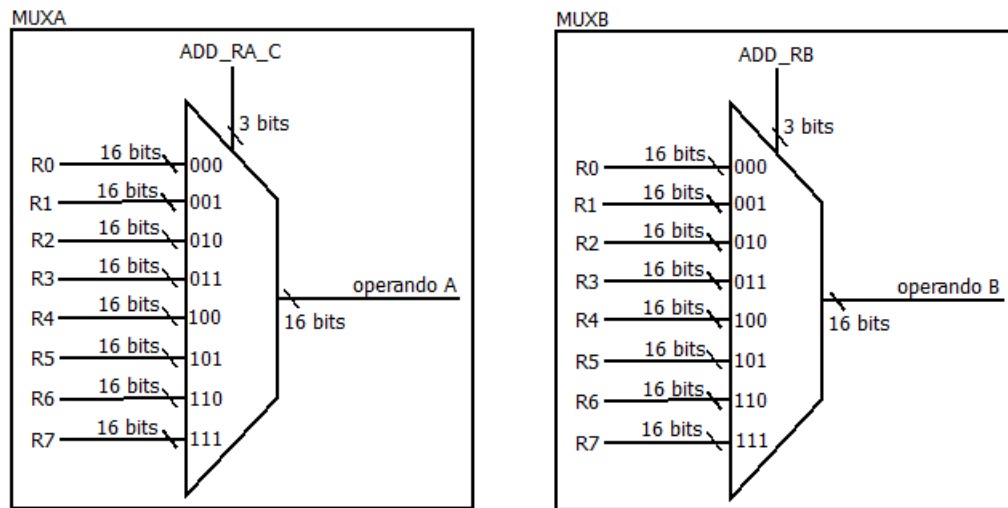 MUXA
ADD_RA_C
3 bits
R0 16 bits 000
R1 16 bits 001
R2 16 bits 010
R3 16 bits 011
R4 16 bits 100
R5 16 bits 101
R6 16 bits 110
R7 16 bits 111
operando A
16 bits
MUXB
ADD_RB
3 bits
R0 16 bits 000
R1 16 bits 001
R2 16 bits 010
R3 16 bits 011
R4 16 bits 100
R5 16 bits 101
R6 16 bits 110
R7 16 bits 111
operando B
16 bits